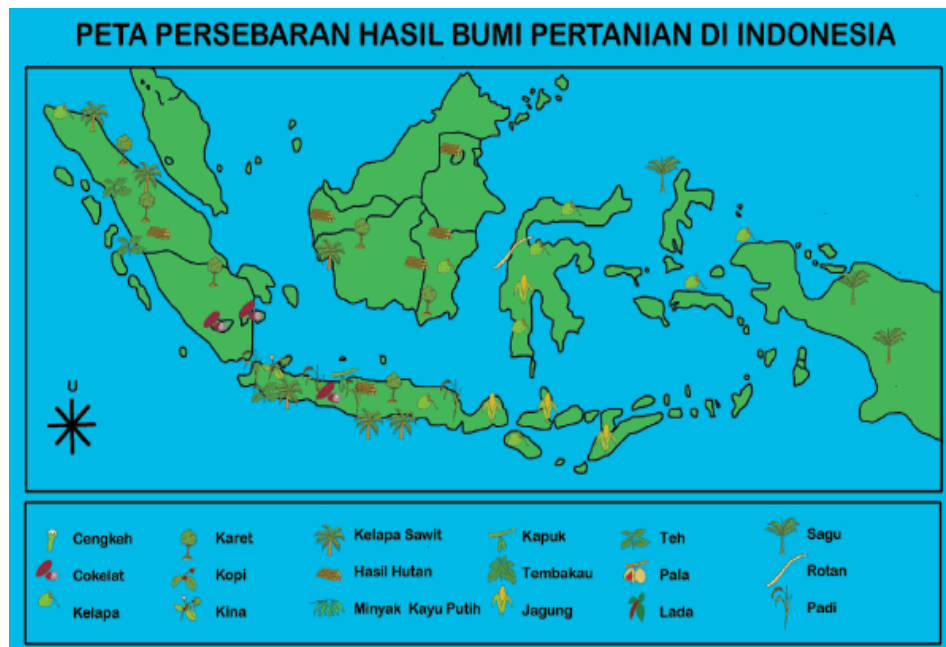 PETA PERSEBARAN HASIL BUMI PERTANIAN DI INDONESIA
U
Cengkeh
Karet
Kelapa Sawit
Kapuk
Teh
Sagu
Cokelat
Kopi
Hasil Hutan
Tembakau
Pala
Rotan
Kelapa
Kina
Minyak Kayu Putih
Jagung
Lada
Padi